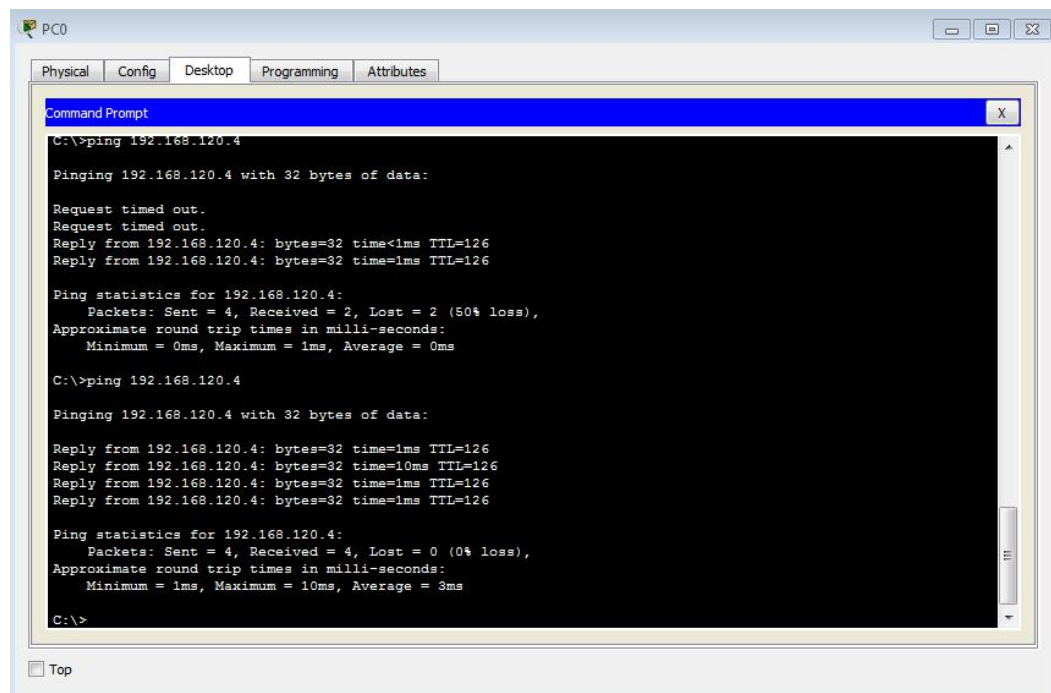 PC0
Physical Config Desktop Programming Attributes
Command Prompt
X
C:\>ping 192.168.120.4
Pinging 192.168.120.4 with 32 bytes of data:
Request timed out.
Request timed out.
Reply from 192.168.120.4: bytes=32 time<1ms TTL=126
Reply from 192.168.120.4: bytes=32 time=1ms TTL=126
Ping statistics for 192.168.120.4:
Packets: Sent = 4, Received = 2, Lost = 2 (50% loss),
Approximate round trip times in milli-seconds:
Minimum = 0ms, Maximum = 1ms, Average = 0ms
C:\>ping 192.168.120.4
Pinging 192.168.120.4 with 32 bytes of data:
Reply from 192.168.120.4: bytes=32 time=1ms TTL=126
Reply from 192.168.120.4: bytes=32 time=10ms TTL=126
Reply from 192.168.120.4: bytes=32 time=1ms TTL=126
Reply from 192.168.120.4: bytes=32 time=1ms TTL=126
Ping statistics for 192.168.120.4:
Packets: Sent = 4, Received = 4, Lost = 0 (0% loss),
Approximate round trip times in milli-seconds:
Minimum = 1ms, Maximum = 10ms, Average = 3ms
C:\>
Top